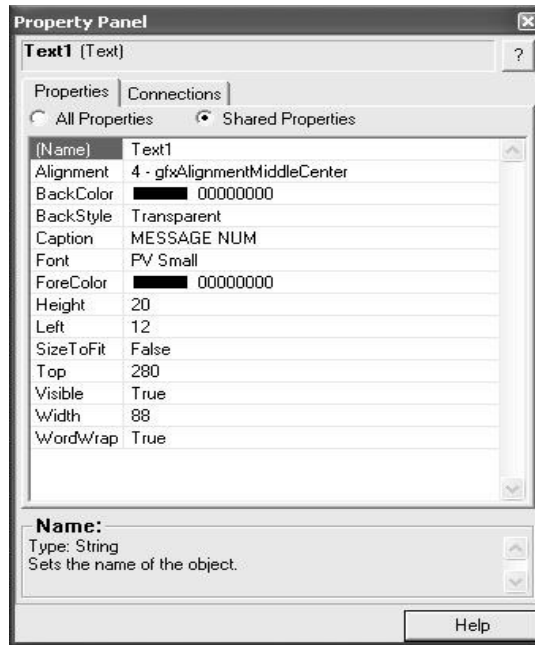 Property Panel
Text1 (Text)
?
Properties Connections
All Properties Shared Properties
(Name) Text1
Alignment 4 - gfxAlignmentMiddleCenter
BackColor 00000000
BackStyle Transparent
Caption MESSAGE NUM
Font PV Small
ForeColor 00000000
Height 20
Left 12
SizeToFit False
Top 280
Visible True
Width 88
WordWrap True
Name:
Type: String
Sets the name of the object.
Help